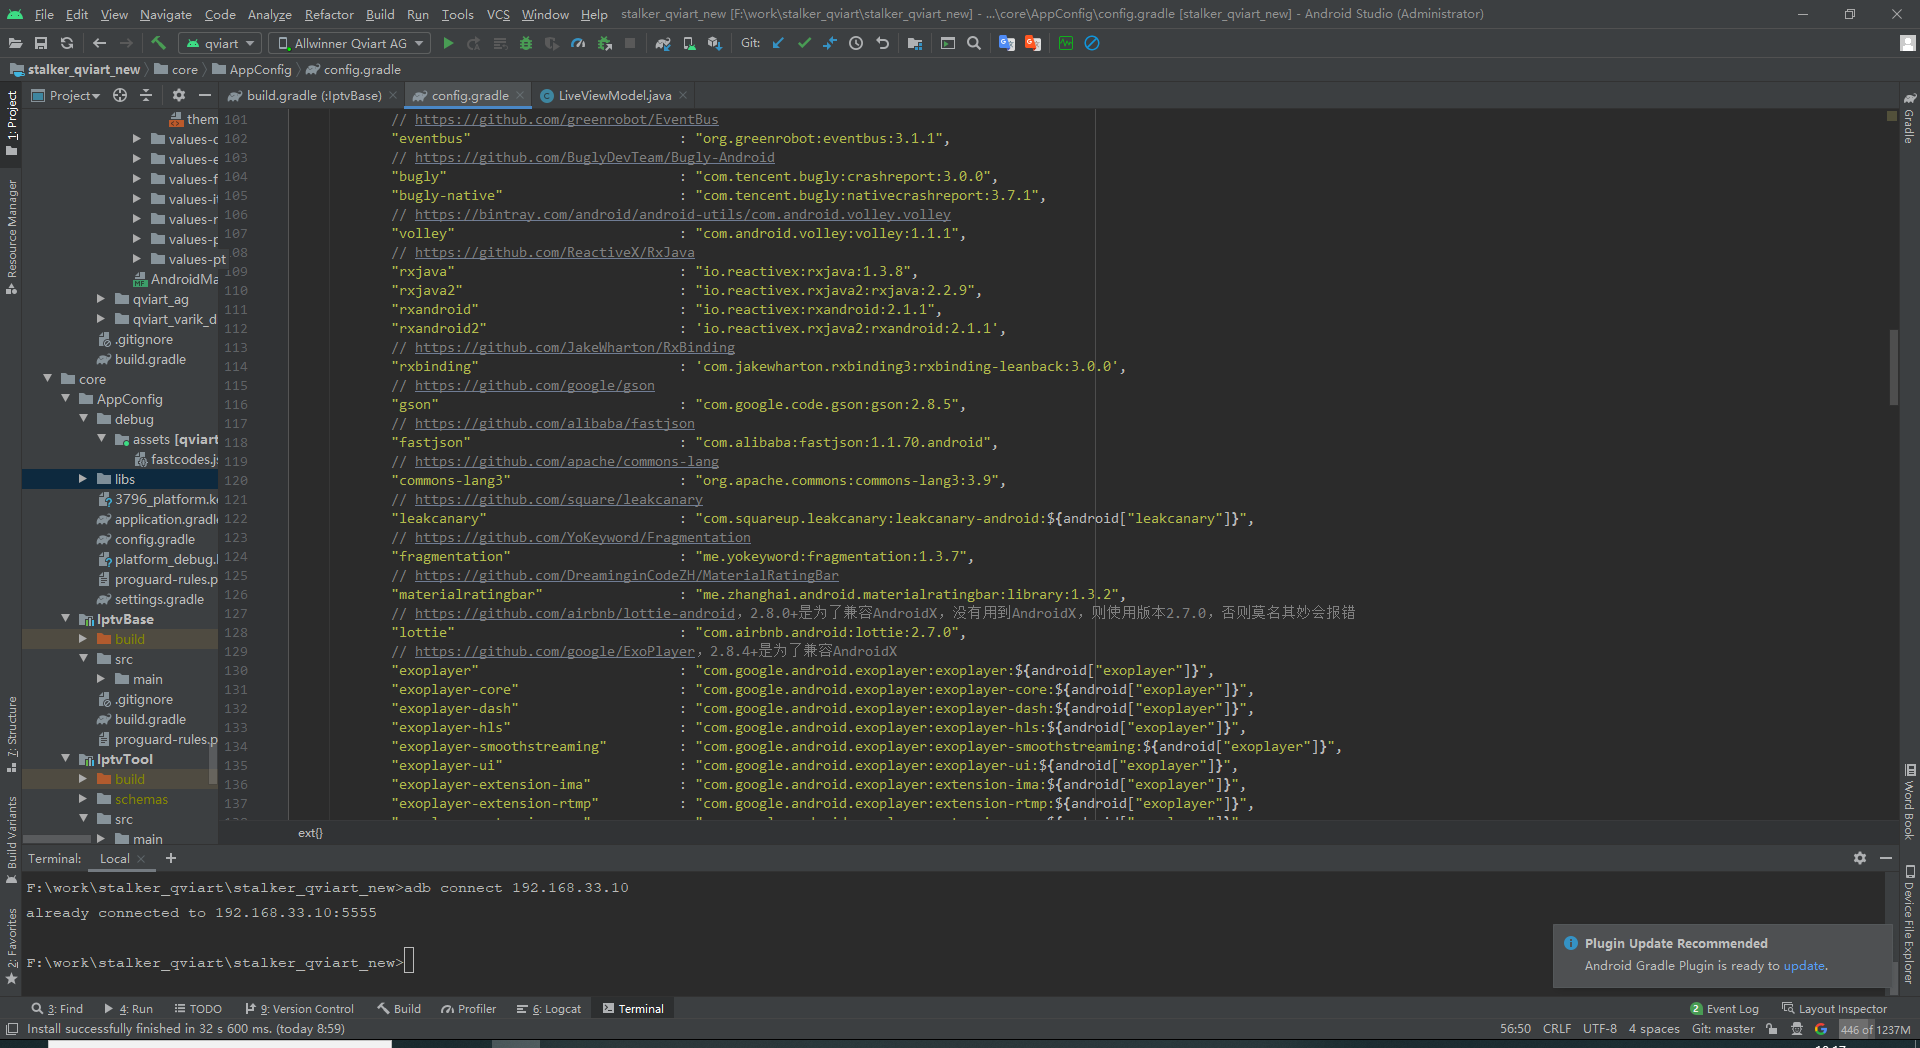 File Edit View Navigate Code Analyze Refactor Build Run Tools VCS Window Help stalker_qviart_new [F:\work\stalker_qviart\stalker_qviart_new] - ...\core\AppConfig\config.gradle [stalker_qviart_new] - Android Studio (Administrator)
qviart Allwinner Qviart AG Git:
stalker_qviart_new core AppConfig config.gradle
Project build.gradle (:IptvBase) config.gradle LiveViewModel.java
1: Project
Resource Manager
7: Structure
Build Variants
2: Favorites
them
values-c
values-e
values-f
values-it
values-r
values-p
values-pt
AndroidMa
qviart_ag
qviart_varik_d
.gitignore
build.gradle
core
AppConfig
debug
assets [qviart
fastcodes.js
libs
3796_platform.ke
application.gradle
config.gradle
platform_debug.
proguard-rules.p
settings.gradle
IptvBase
build
src
main
.gitignore
build.gradle
proguard-rules.p
IptvTool
build
schemas
src
main
101 // https://github.com/greenrobot/EventBus
102 "eventbus" : "org.greenrobot:eventbus:3.1.1",
103 // https://github.com/BuglyDevTeam/Bugly-Android
104 "bugly" : "com.tencent.bugly:crashreport:3.0.0",
105 "bugly-native" : "com.tencent.bugly:nativecrashreport:3.7.1",
106 // https://bintray.com/android/android-utils/com.android.volley.volley
107 "volley" : "com.android.volley:volley:1.1.1",
108 // https://github.com/ReactiveX/RxJava
109 "rxjava" : "io.reactivex:rxjava:1.3.8",
110 "rxjava2" : "io.reactivex.rxjava2:rxjava:2.2.9",
111 "rxandroid" : "io.reactivex:rxandroid:2.1.1",
112 "rxandroid2" : 'io.reactivex.rxjava2:rxandroid:2.1.1',
113 // https://github.com/JakeWharton/RxBinding
114 "rxbinding" : 'com.jakewharton.rxbinding3:rxbinding-leanback:3.0.0',
115 // https://github.com/google/gson
116 "gson" : "com.google.code.gson:gson:2.8.5",
117 // https://github.com/alibaba/fastjson
118 "fastjson" : "com.alibaba:fastjson:1.1.70.android",
119 // https://github.com/apache/commons-lang
120 "commons-lang3" : "org.apache.commons:commons-lang3:3.9",
121 // https://github.com/square/leakcanary
122 "leakcanary" : "com.squareup.leakcanary:leakcanary-android:${android["leakcanary"]}",
123 // https://github.com/YoKeyword/Fragmentation
124 "fragmentation" : "me.yokeyword:fragmentation:1.3.7",
125 // https://github.com/DreaminginCodeZH/MaterialRatingBar
126 "materialratingbar" : "me.zhanghai.android.materialratingbar:library:1.3.2",
127 // https://github.com/airbnb/lottie-android，2.8.0+是为了兼容AndroidX，没有用到AndroidX，则使用版本2.7.0，否则莫名其妙会报错
128 "lottie" : "com.airbnb.android:lottie:2.7.0",
129 // https://github.com/google/ExoPlayer，2.8.4+是为了兼容AndroidX
130 "exoplayer" : "com.google.android.exoplayer:exoplayer:${android["exoplayer"]}",
131 "exoplayer-core" : "com.google.android.exoplayer:exoplayer-core:${android["exoplayer"]}",
132 "exoplayer-dash" : "com.google.android.exoplayer:exoplayer-dash:${android["exoplayer"]}",
133 "exoplayer-hls" : "com.google.android.exoplayer:exoplayer-hls:${android["exoplayer"]}",
134 "exoplayer-smoothstreaming" : "com.google.android.exoplayer:exoplayer-smoothstreaming:${android["exoplayer"]}",
135 "exoplayer-ui" : "com.google.android.exoplayer:exoplayer-ui:${android["exoplayer"]}",
136 "exoplayer-extension-ima" : "com.google.android.exoplayer:extension-ima:${android["exoplayer"]}",
137 "exoplayer-extension-rtmp" : "com.google.android.exoplayer:extension-rtmp:${android["exoplayer"]}",
ext{}
Gradle
Word Book
Device File Explorer
Terminal: Local
F:\work\stalker_qviart\stalker_qviart_new>adb connect 192.168.33.10
already connected to 192.168.33.10:5555
F:\work\stalker_qviart\stalker_qviart_new>
Plugin Update Recommended
Android Gradle Plugin is ready to update.
3: Find 4: Run TODO 9: Version Control Build Profiler 6: Logcat Terminal 2 Event Log Layout Inspector
Install successfully finished in 32 s 600 ms. (today 8:59) 56:50 CRLF UTF-8 4 spaces Git: master 446 of 1237M